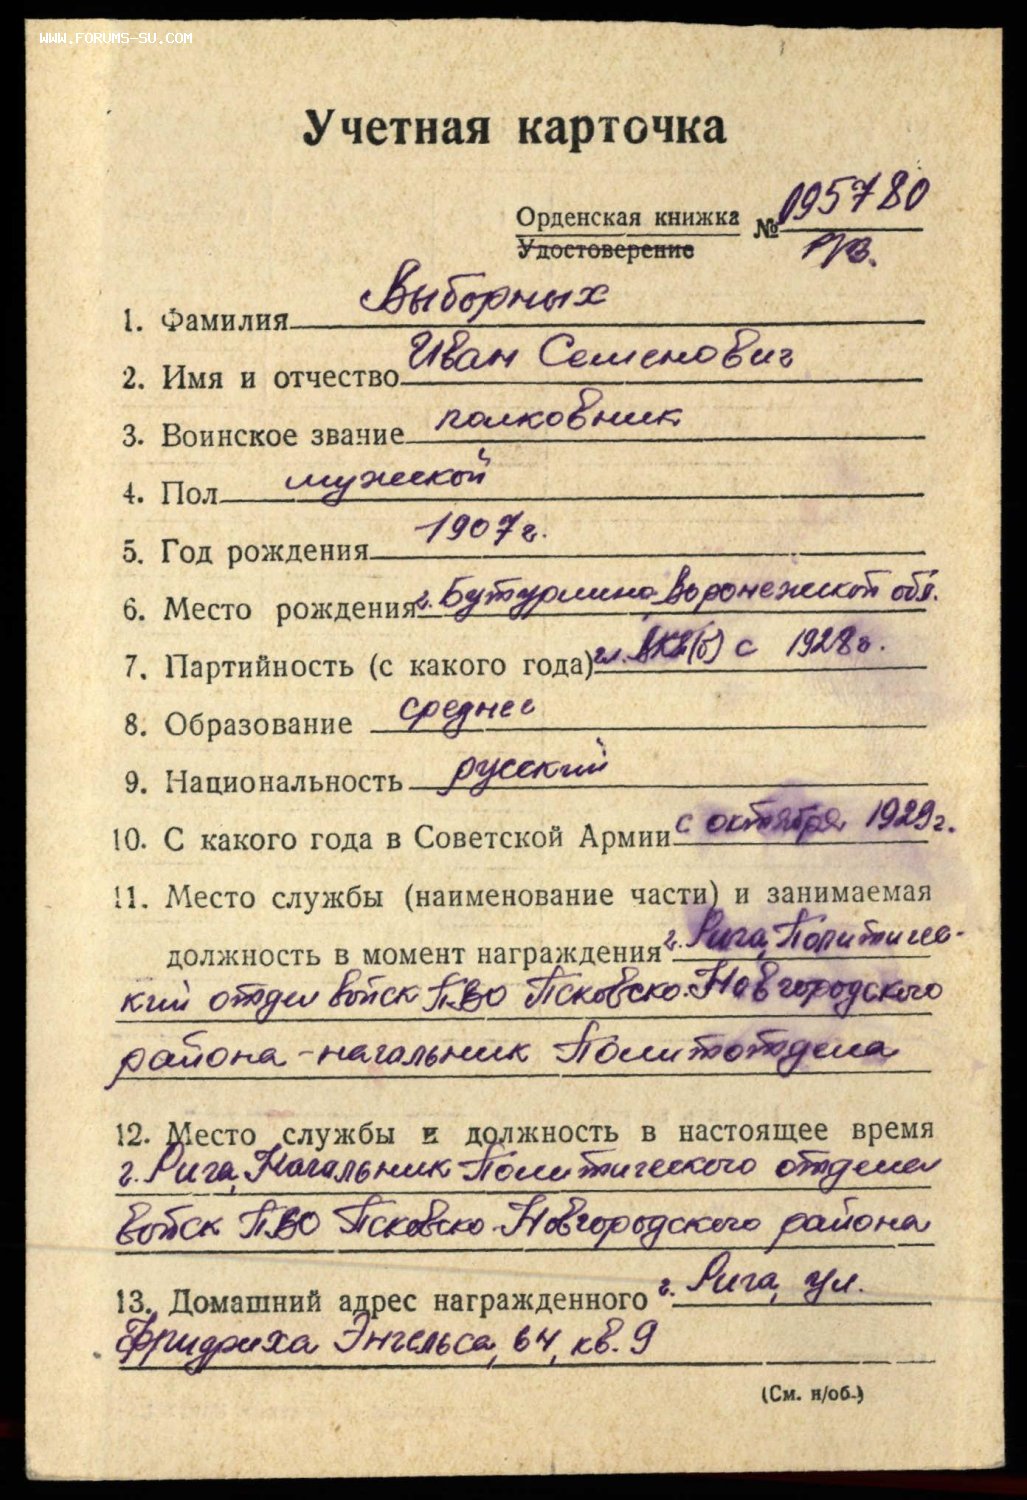 WWW.FORUMS-SU.COM
Учетная карточка
Орденская книжка № 195780
Удостоверение
1. Фамилия Выборных
2. Имя и отчество Иван Семенович
3. Воинское звание полковник
4. Пол мужской
5. Год рождения 1907 г.
6. Место рождения г. Бутурлино Воронежской обл.
7. Партийность (с какого года) чл. ВКП(б) с 1928 г.
8. Образование среднее
9. Национальность русский
10. С какого года в Советской Армии с октября 1929 г.
11. Место службы (наименование части) и занимаемая
должность в момент награждения г. Рига, Политичес-
кий отдел войск ПВО Псковско-Новгородского
района - начальник Политотдела
12. Место службы и должность в настоящее время
г. Рига, Начальник Политического отдела
войск ПВО Псковско-Новгородского района
13. Домашний адрес награжденного г. Рига, ул.
Фридриха Энгельса, 64, кв. 9
(См. н/об.)